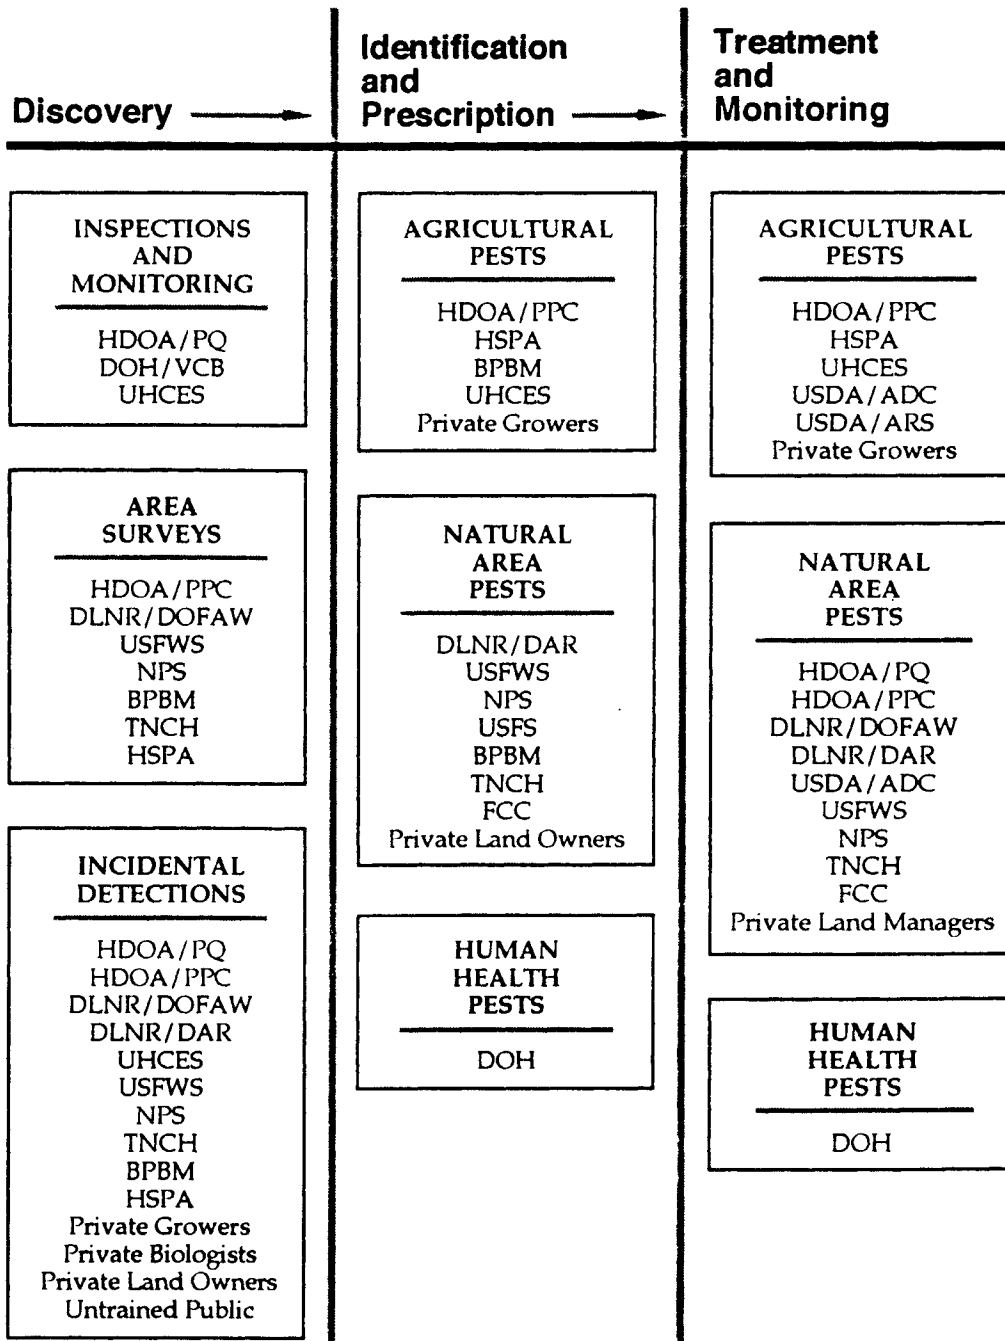 Discovery
Identification
and
Prescription
Treatment
and
Monitoring
INSPECTIONS
AND
MONITORING
HDOA/PQ
DOH/VCB
UHCES
AREA
SURVEYS
HDOA/PPC
DLNR/DOFAW
USFWS
NPS
BPBM
TNCH
HSPA
INCIDENTAL
DETECTIONS
HDOA/PQ
HDOA/PPC
DLNR/DOFAW
DLNR/DAR
UHCES
USFWS
NPS
TNCH
BPBM
HSPA
Private Growers
Private Biologists
Private Land Owners
Untrained Public
AGRICULTURAL
PESTS
HDOA/PPC
HSPA
BPBM
UHCES
Private Growers
NATURAL
AREA
PESTS
DLNR/DAR
USFWS
NPS
USFS
BPBM
TNCH
FCC
Private Land Owners
HUMAN
HEALTH
PESTS
DOH
AGRICULTURAL
PESTS
HDOA/PPC
HSPA
UHCES
USDA/ADC
USDA/ARS
Private Growers
NATURAL
AREA
PESTS
HDOA/PQ
HDOA/PPC
DLNR/DOFAW
DLNR/DAR
USDA/ADC
USFWS
NPS
TNCH
FCC
Private Land Managers
HUMAN
HEALTH
PESTS
DOH